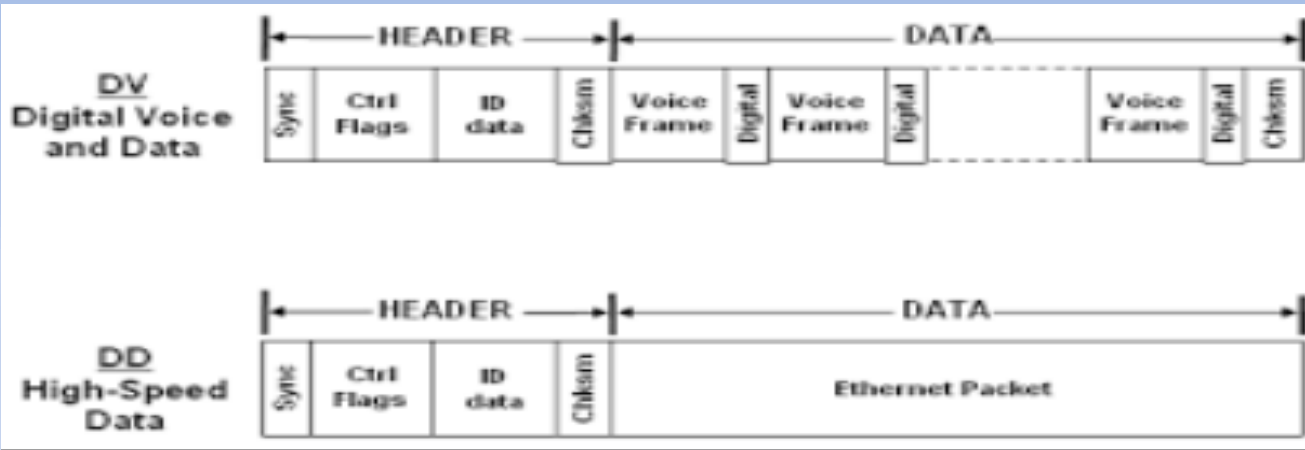 HEADER DATA
DV
Digital Voice
and Data
Sync
Ctrl
Flags
ID
data
Chksm
Voice
Frame
Digital
Voice
Frame
Digital
Voice
Frame
Digital
Chksm
HEADER DATA
DD
High-Speed
Data
Sync
Ctrl
Flags
ID
data
Chksm
Ethernet Packet